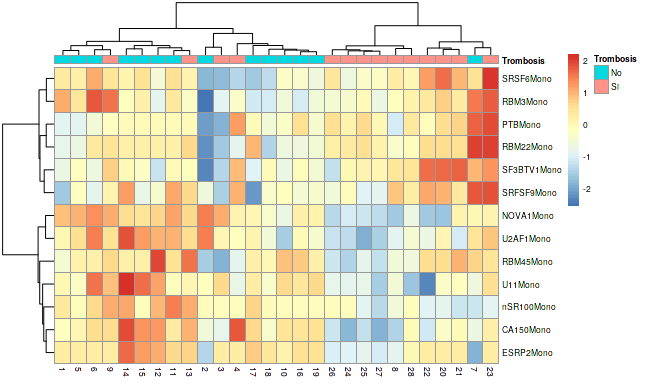 Trombosis
SRSF6Mono
RBM3Mono
PTBMono
RBM22Mono
SF3BTV1Mono
SRFSF9Mono
NOVA1Mono
U2AF1Mono
RBM45Mono
U11Mono
nSR100Mono
CA150Mono
ESRP2Mono
1 5 6 9 14 15 12 11 13 2 3 4 17 18 10 16 19 26 24 25 27 8 28 22 20 21 7 23
2
1
0
-1
-2
Trombosis
No
SI